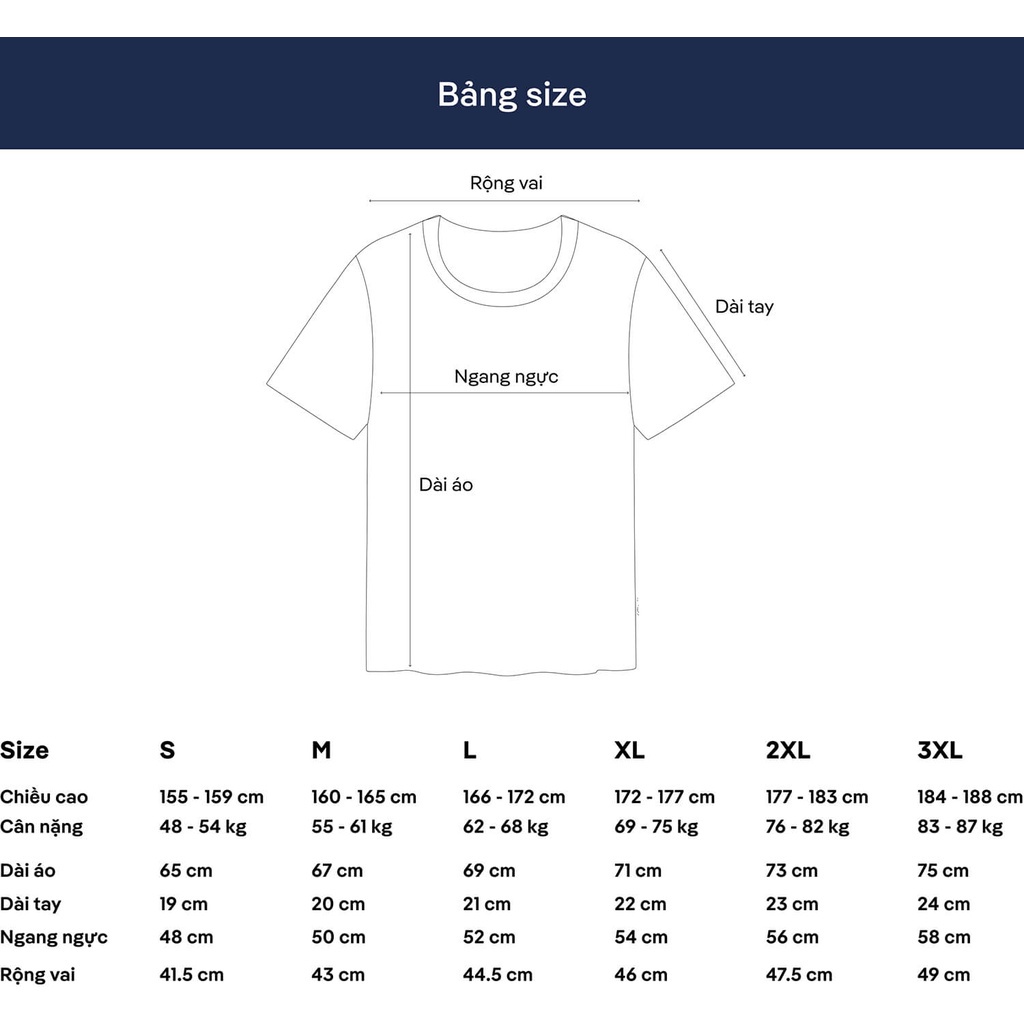 Bảng size
Rộng vai
Dài tay
Ngang ngực
Dài áo
Size S M L XL 2XL 3XL
Chiều cao 155 - 159 cm 160 - 165 cm 166 - 172 cm 172 - 177 cm 177 - 183 cm 184 - 188 cm
Cân nặng 48 - 54 kg 55 - 61 kg 62 - 68 kg 69 - 75 kg 76 - 82 kg 83 - 87 kg
Dài áo 65 cm 67 cm 69 cm 71 cm 73 cm 75 cm
Dài tay 19 cm 20 cm 21 cm 22 cm 23 cm 24 cm
Ngang ngực 48 cm 50 cm 52 cm 54 cm 56 cm 58 cm
Rộng vai 41.5 cm 43 cm 44.5 cm 46 cm 47.5 cm 49 cm